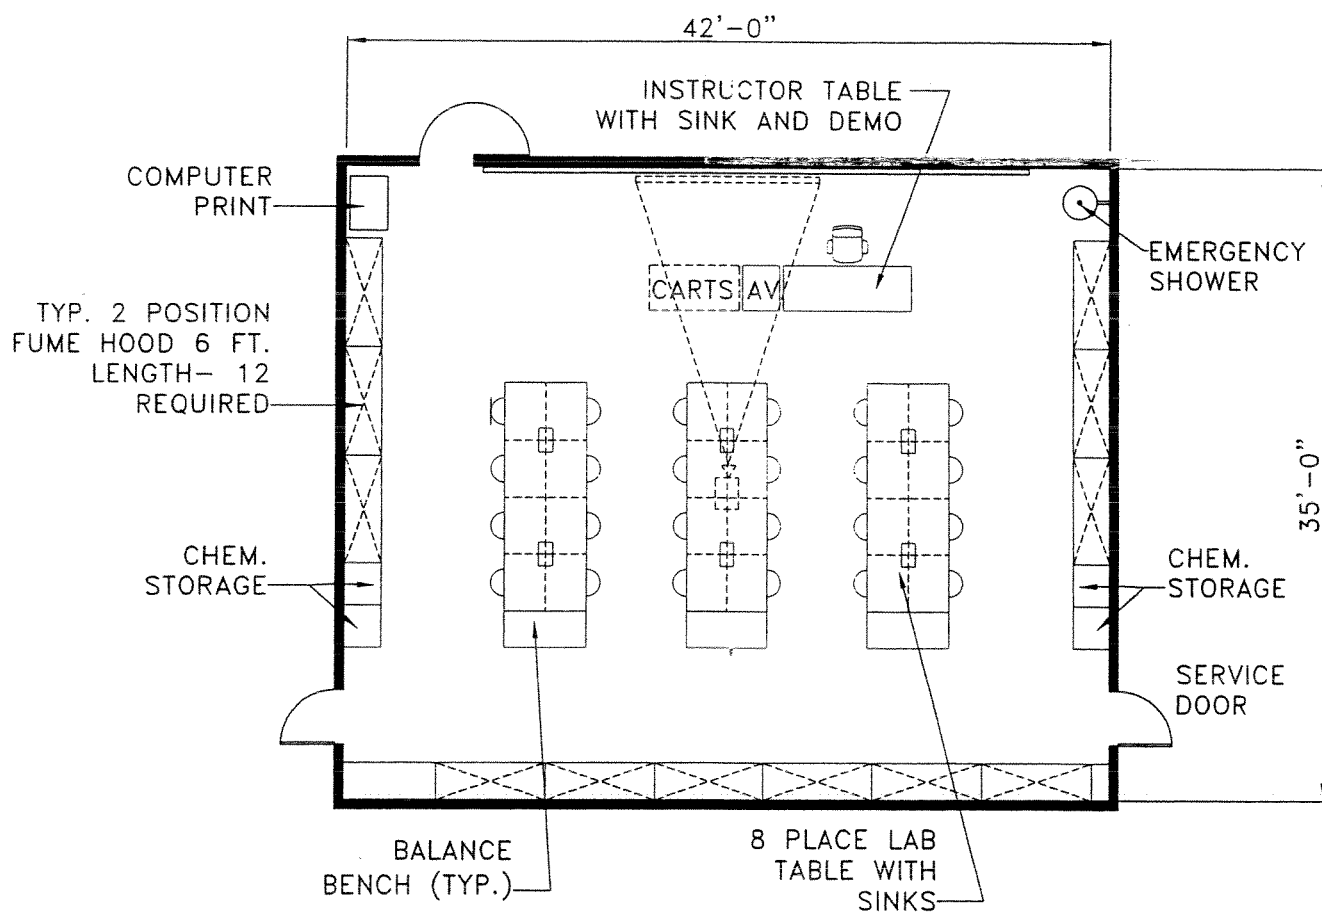 42'-0"
INSTRUCTOR TABLE
WITH SINK AND DEMO
COMPUTER
PRINT
EMERGENCY
SHOWER
CARTS
AV
TYP. 2 POSITION
FUME HOOD 6 FT.
LENGTH- 12
REQUIRED
35'-0"
CHEM.
STORAGE
CHEM.
STORAGE
SERVICE
DOOR
BALANCE
BENCH (TYP.)
8 PLACE LAB
TABLE WITH
SINKS